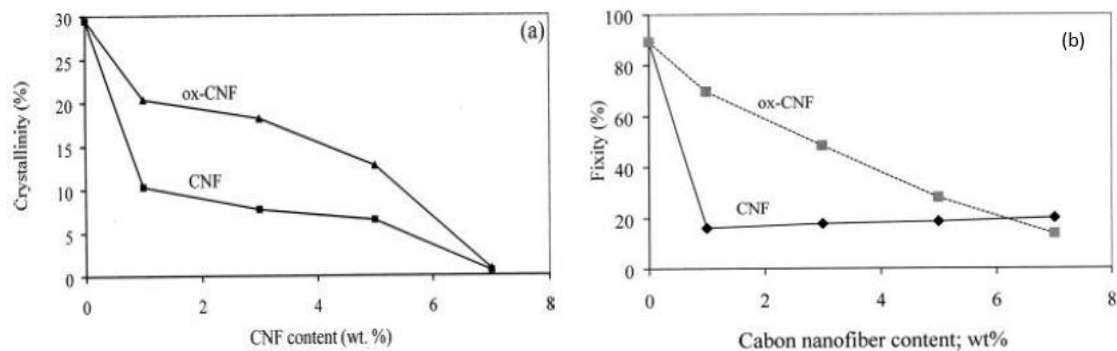 (a)
Crystallinity (%)
30
25
20
15
10
5
0
ox-CNF
CNF
0 2 4 6 8
CNF content (wt. %)
(b)
Fixity (%)
100
80
60
40
20
0
ox-CNF
CNF
0 2 4 6 8
Cabon nanofiber content; wt%